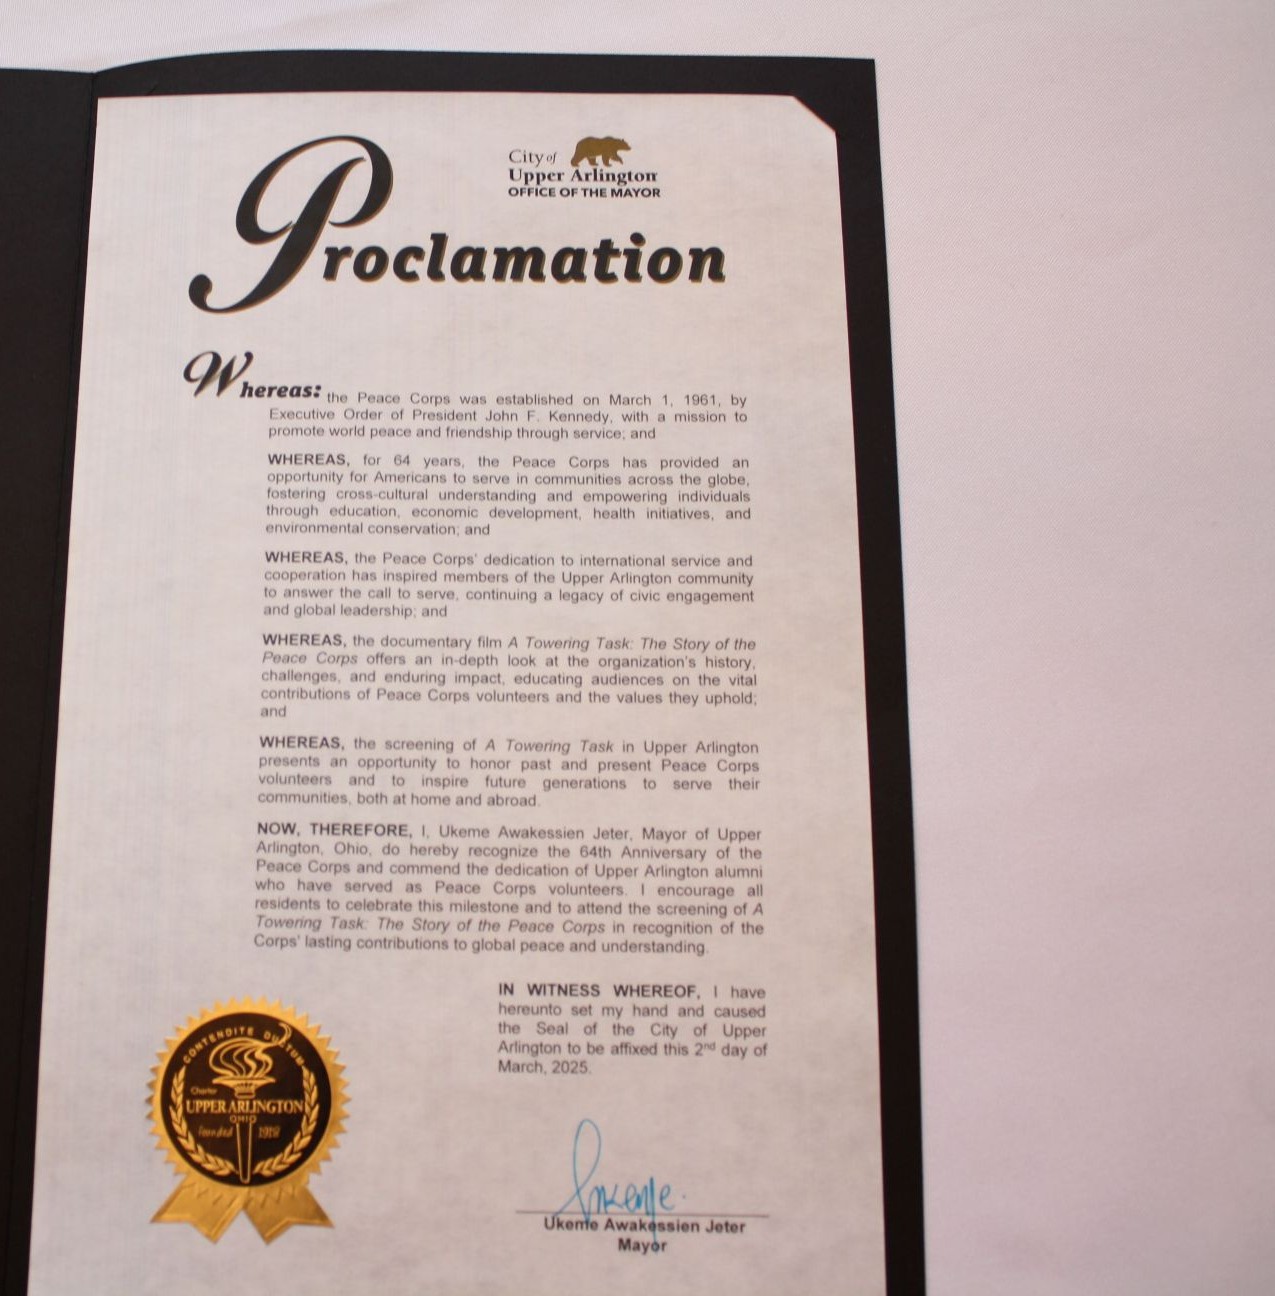 City of
Upper Arlington
OFFICE OF THE MAYOR
Proclamation
Whereas: the Peace Corps was established on March 1, 1961, by
Executive Order of President John F. Kennedy, with a mission to
promote world peace and friendship through service; and
WHEREAS, for 64 years, the Peace Corps has provided an
opportunity for Americans to serve in communities across the globe,
fostering cross-cultural understanding and empowering individuals
through education, economic development, health initiatives, and
environmental conservation; and
WHEREAS, the Peace Corps' dedication to international service and
cooperation has inspired members of the Upper Arlington community
to answer the call to serve, continuing a legacy of civic engagement
and global leadership; and
WHEREAS, the documentary film A Towering Task: The Story of the
Peace Corps offers an in-depth look at the organization's history,
challenges, and enduring impact, educating audiences on the vital
contributions of Peace Corps volunteers and the values they uphold;
and
WHEREAS, the screening of A Towering Task in Upper Arlington
presents an opportunity to honor past and present Peace Corps
volunteers and to inspire future generations to serve their
communities, both at home and abroad.
NOW, THEREFORE, I, Ukeme Awakessien Jeter, Mayor of Upper
Arlington, Ohio, do hereby recognize the 64th Anniversary of the
Peace Corps and commend the dedication of Upper Arlington alumni
who have served as Peace Corps volunteers. I encourage all
residents to celebrate this milestone and to attend the screening of A
Towering Task: The Story of the Peace Corps in recognition of the
Corps' lasting contributions to global peace and understanding.
IN WITNESS WHEREOF, I have
hereunto set my hand and caused
the Seal of the City of Upper
Arlington to be affixed this 2nd day of
March, 2025.
CONTENDITE DUCTUM
Charter
UPPER ARLINGTON
OHIO
founded 1918
Ukeme Awakessien Jeter
Mayor